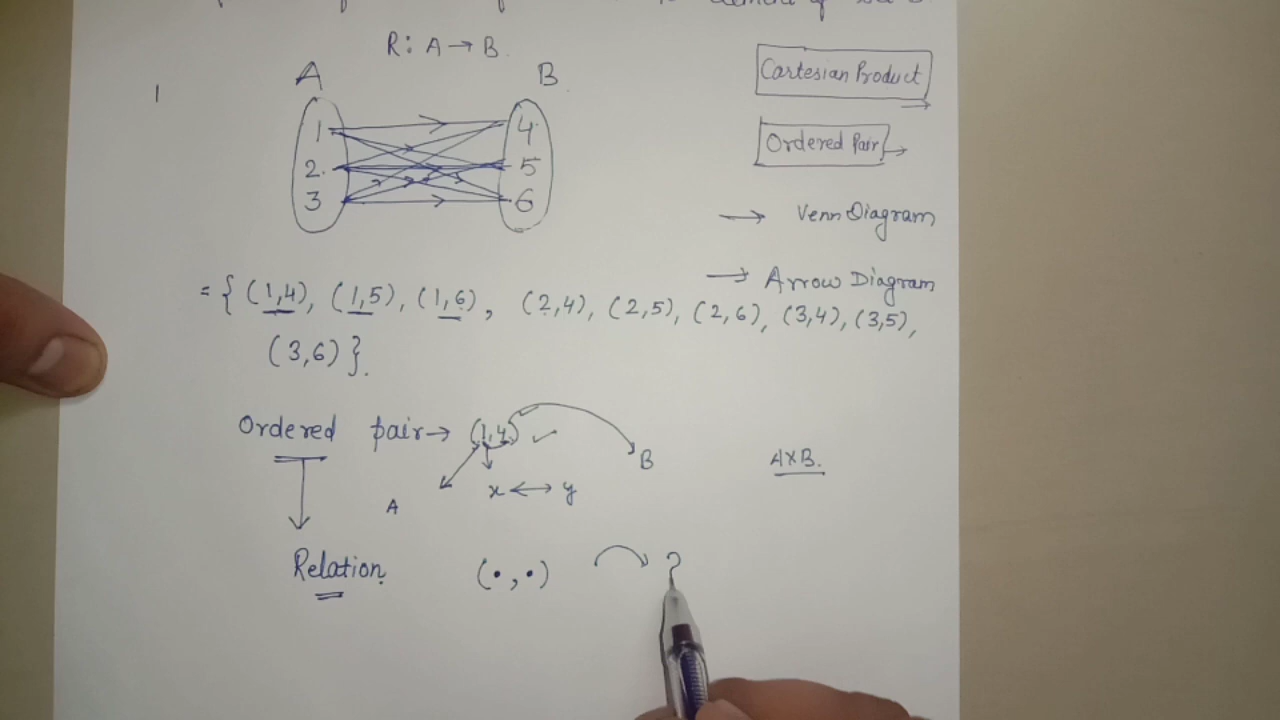 R: A → B
A
B
1
1
2
3
4
5
6
Cartesian Product
Ordered Pair
→ Venn Diagram
→ Arrow Diagram
= { (1,4), (1,5), (1,6), (2,4), (2,5), (2,6), (3,4), (3,5),
(3,6) }.
Ordered pair → (1,4) ✓
B
A×B.
x ↔ y
A
Relation (•,•) ?